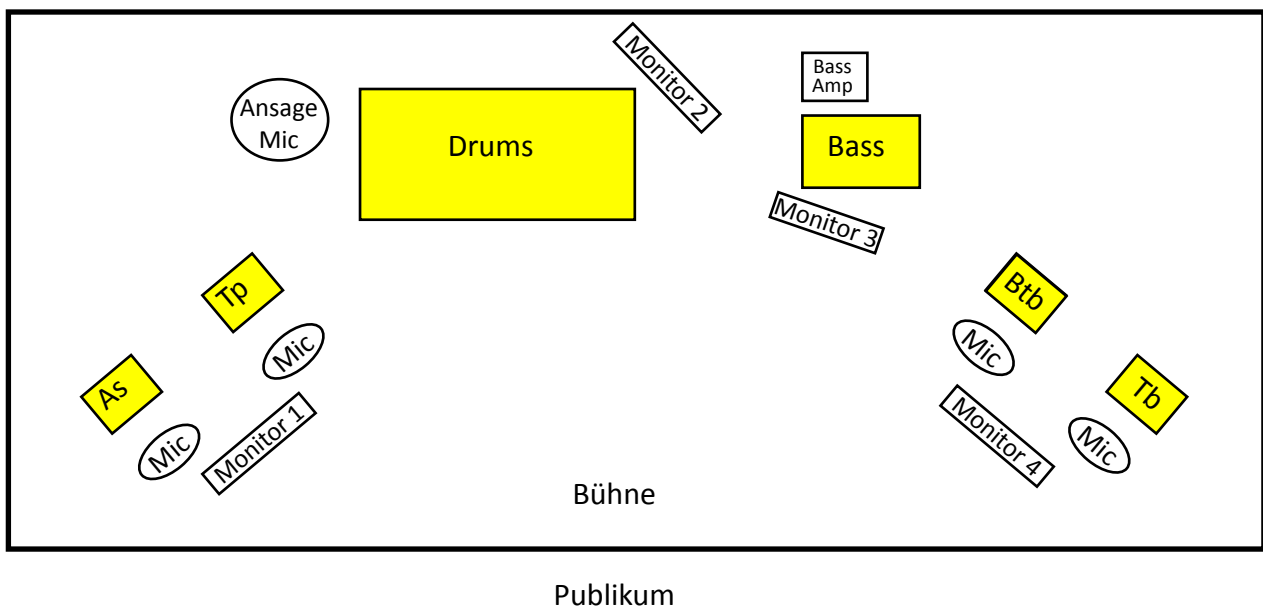 Monitor 2
Bass
Amp
Ansage
Mic
Drums
Bass
Monitor 3
Tp
Btb
Mic
Mic
As
Tb
Monitor 1
Monitor 4
Mic
Mic
Bühne
Publikum